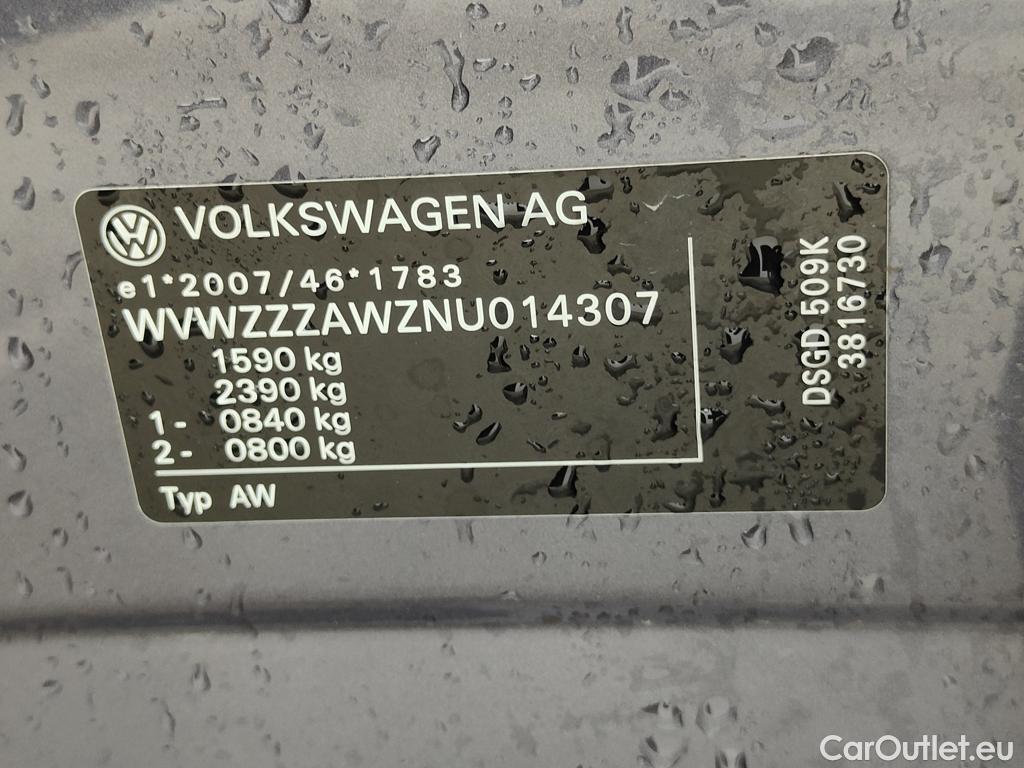 VOLKSWAGEN AG
e1*2007/46*1783
WVWZZZAWZNU014307
1590 kg
2390 kg
1- 0840 kg
2- 0800 kg
Typ AW
DSGD 509K
3816730
CarOutlet.eu